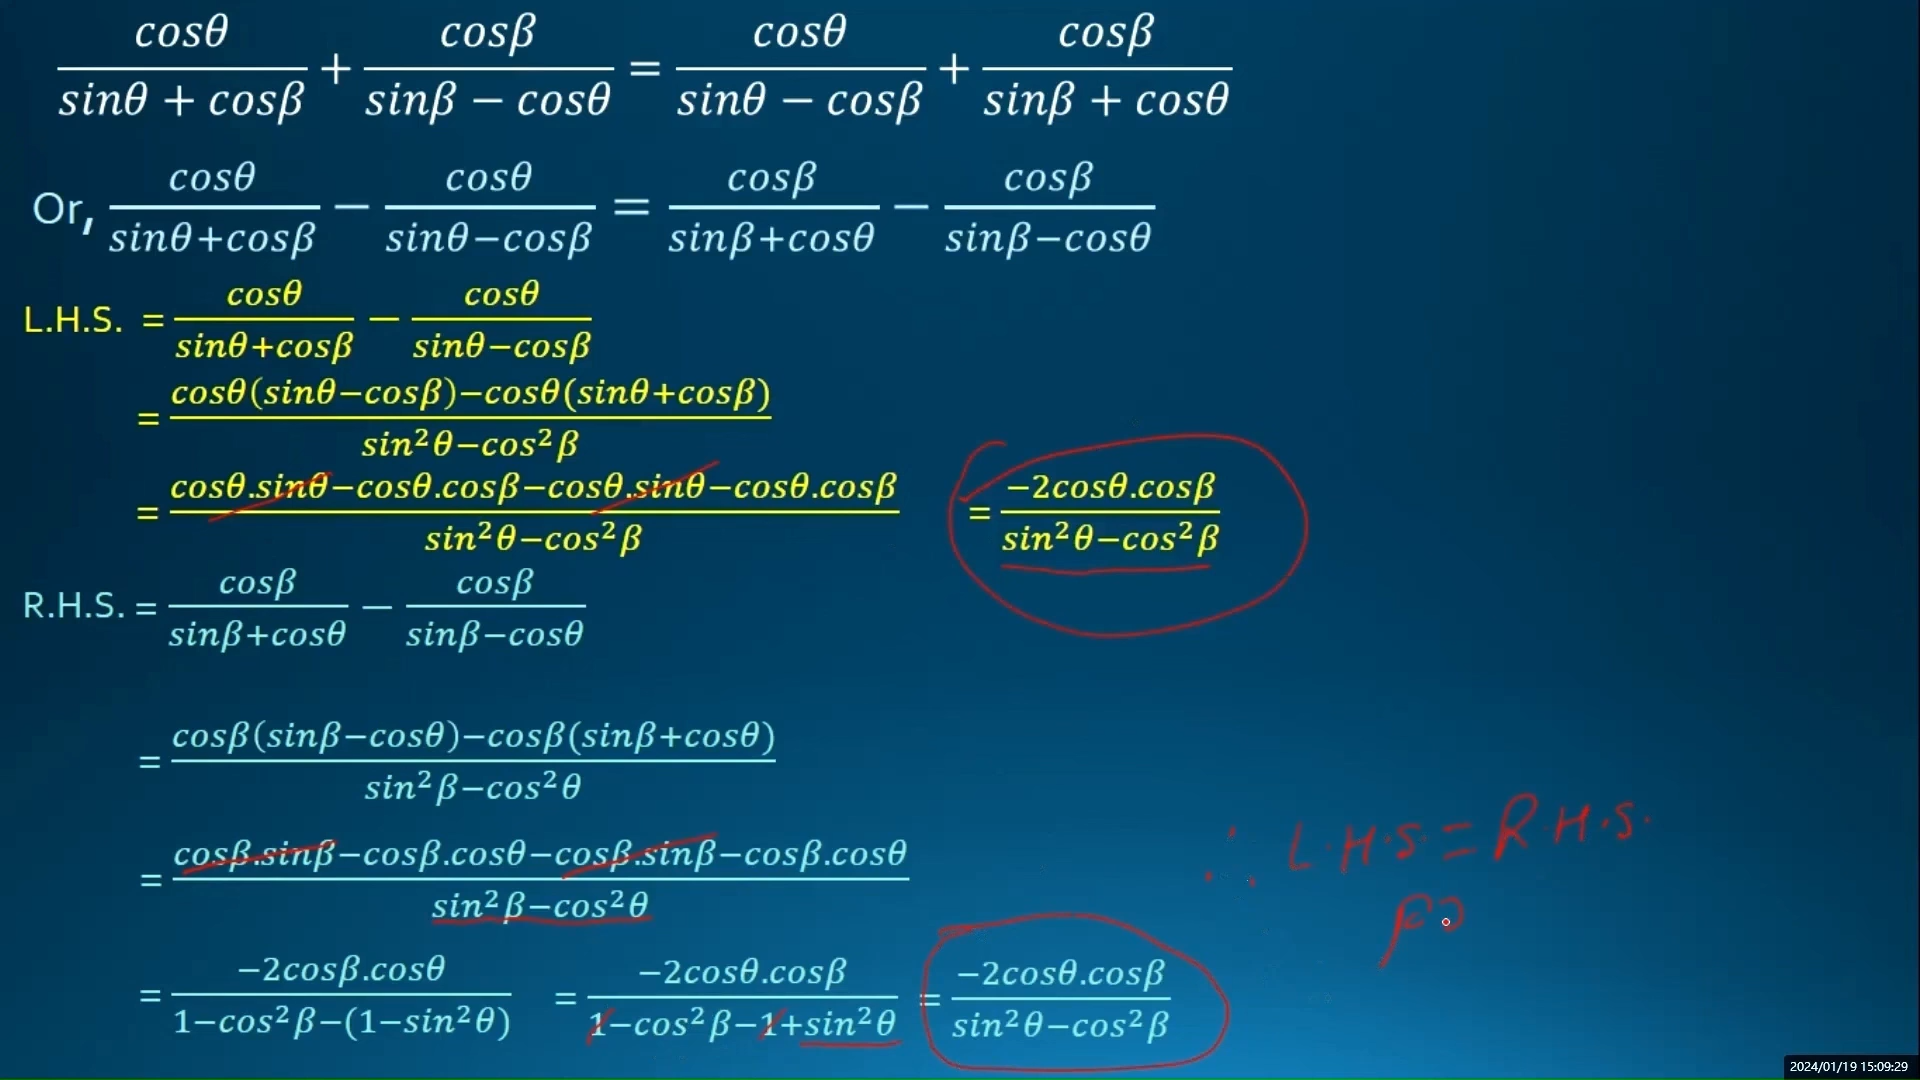 cosθ/(sinθ + cosβ) + cosβ/(sinβ − cosθ) = cosθ/(sinθ − cosβ) + cosβ/(sinβ + cosθ)
Or, cosθ/(sinθ+cosβ) − cosθ/(sinθ−cosβ) = cosβ/(sinβ+cosθ) − cosβ/(sinβ−cosθ)
L.H.S. = cosθ/(sinθ+cosβ) − cosθ/(sinθ−cosβ)
= (cosθ(sinθ−cosβ)−cosθ(sinθ+cosβ))/(sin²θ−cos²β)
= (cosθ.sinθ−cosθ.cosβ−cosθ.sinθ−cosθ.cosβ)/(sin²θ−cos²β) = (−2cosθ.cosβ)/(sin²θ−cos²β)
R.H.S. = cosβ/(sinβ+cosθ) − cosβ/(sinβ−cosθ)
= (cosβ(sinβ−cosθ)−cosβ(sinβ+cosθ))/(sin²β−cos²θ)
= (cosβ.sinβ−cosβ.cosθ−cosβ.sinβ−cosβ.cosθ)/(sin²β−cos²θ)
∴ L.H.S = R.H.S.
= (−2cosβ.cosθ)/(1−cos²β−(1−sin²θ)) = (−2cosθ.cosβ)/(1−cos²β−1+sin²θ) = (−2cosθ.cosβ)/(sin²θ−cos²β)
2024/01/19 15:09:29